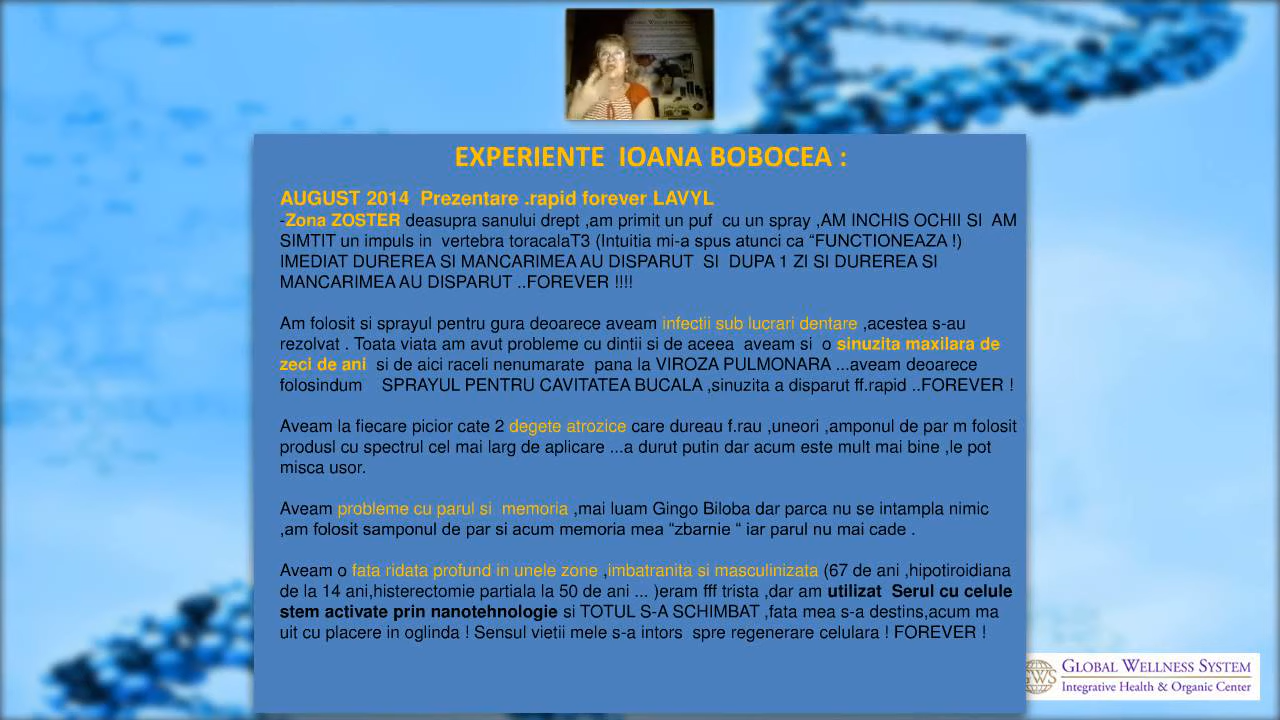 GLOBAL WELLNESS SYSTEM
EXPERIENTE IOANA BOBOCEA :
AUGUST 2014 Prezentare .rapid forever LAVYL
-Zona ZOSTER deasupra sanului drept ,am primit un puf cu un spray ,AM INCHIS OCHII SI AM
SIMTIT un impuls in vertebra toracalaT3 (Intuitia mi-a spus atunci ca “FUNCTIONEAZA !)
IMEDIAT DUREREA SI MANCARIMEA AU DISPARUT SI DUPA 1 ZI SI DUREREA SI
MANCARIMEA AU DISPARUT ..FOREVER !!!!
Am folosit si sprayul pentru gura deoarece aveam infectii sub lucrari dentare ,acestea s-au
rezolvat . Toata viata am avut probleme cu dintii si de aceea aveam si o sinuzita maxilara de
zeci de ani si de aici raceli nenumarate pana la VIROZA PULMONARA ...aveam deoarece
folosindum SPRAYUL PENTRU CAVITATEA BUCALA ,sinuzita a disparut ff.rapid ..FOREVER !
Aveam la fiecare picior cate 2 degete atrozice care dureau f.rau ,uneori ,amponul de par m folosit
produsl cu spectrul cel mai larg de aplicare ...a durut putin dar acum este mult mai bine ,le pot
misca usor.
Aveam probleme cu parul si memoria ,mai luam Gingo Biloba dar parca nu se intampla nimic
,am folosit samponul de par si acum memoria mea “zbarnie “ iar parul nu mai cade .
Aveam o fata ridata profund in unele zone ,imbatranita si masculinizata (67 de ani ,hipotiroidiana
de la 14 ani,histerectomie partiala la 50 de ani ... )eram fff trista ,dar am utilizat Serul cu celule
stem activate prin nanotehnologie si TOTUL S-A SCHIMBAT ,fata mea s-a destins,acum ma
uit cu placere in oglinda ! Sensul vietii mele s-a intors spre regenerare celulara ! FOREVER !
GWS GLOBAL WELLNESS SYSTEM
Integrative Health & Organic Center